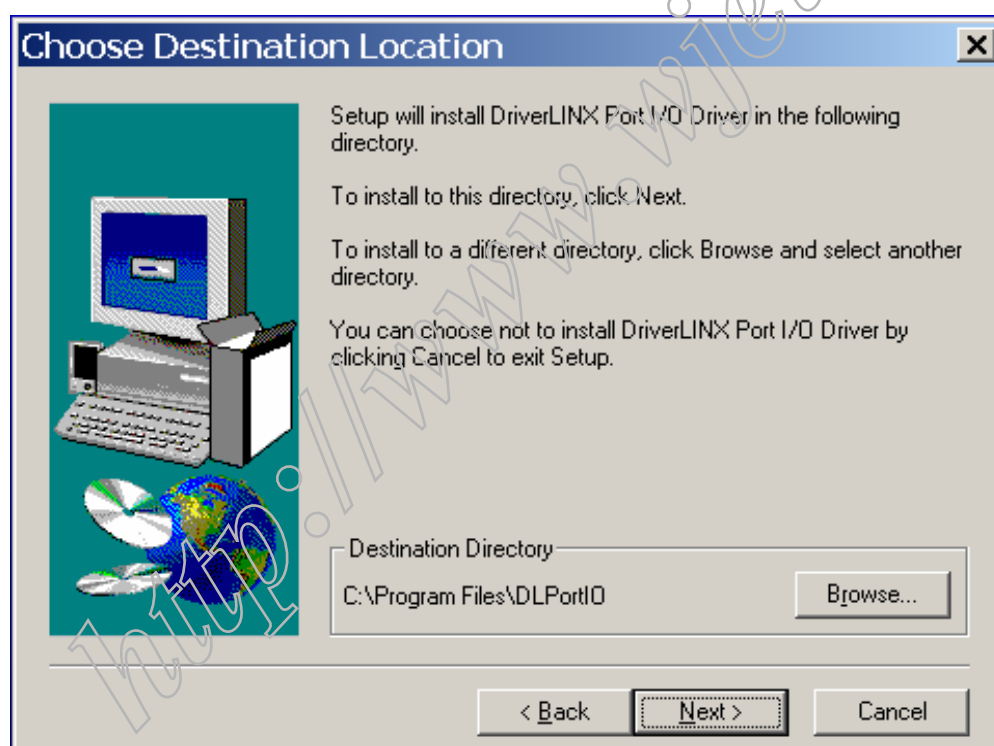 Choose Destination Location
Setup will install DriverLINX Port I/O Driver in the following
directory.
To install to this directory, click Next.
To install to a different directory, click Browse and select another
directory.
You can choose not to install DriverLINX Port I/O Driver by
clicking Cancel to exit Setup.
Destination Directory
C:\Program Files\DLPortIO
Browse...
< Back
Next >
Cancel
http://www.wje